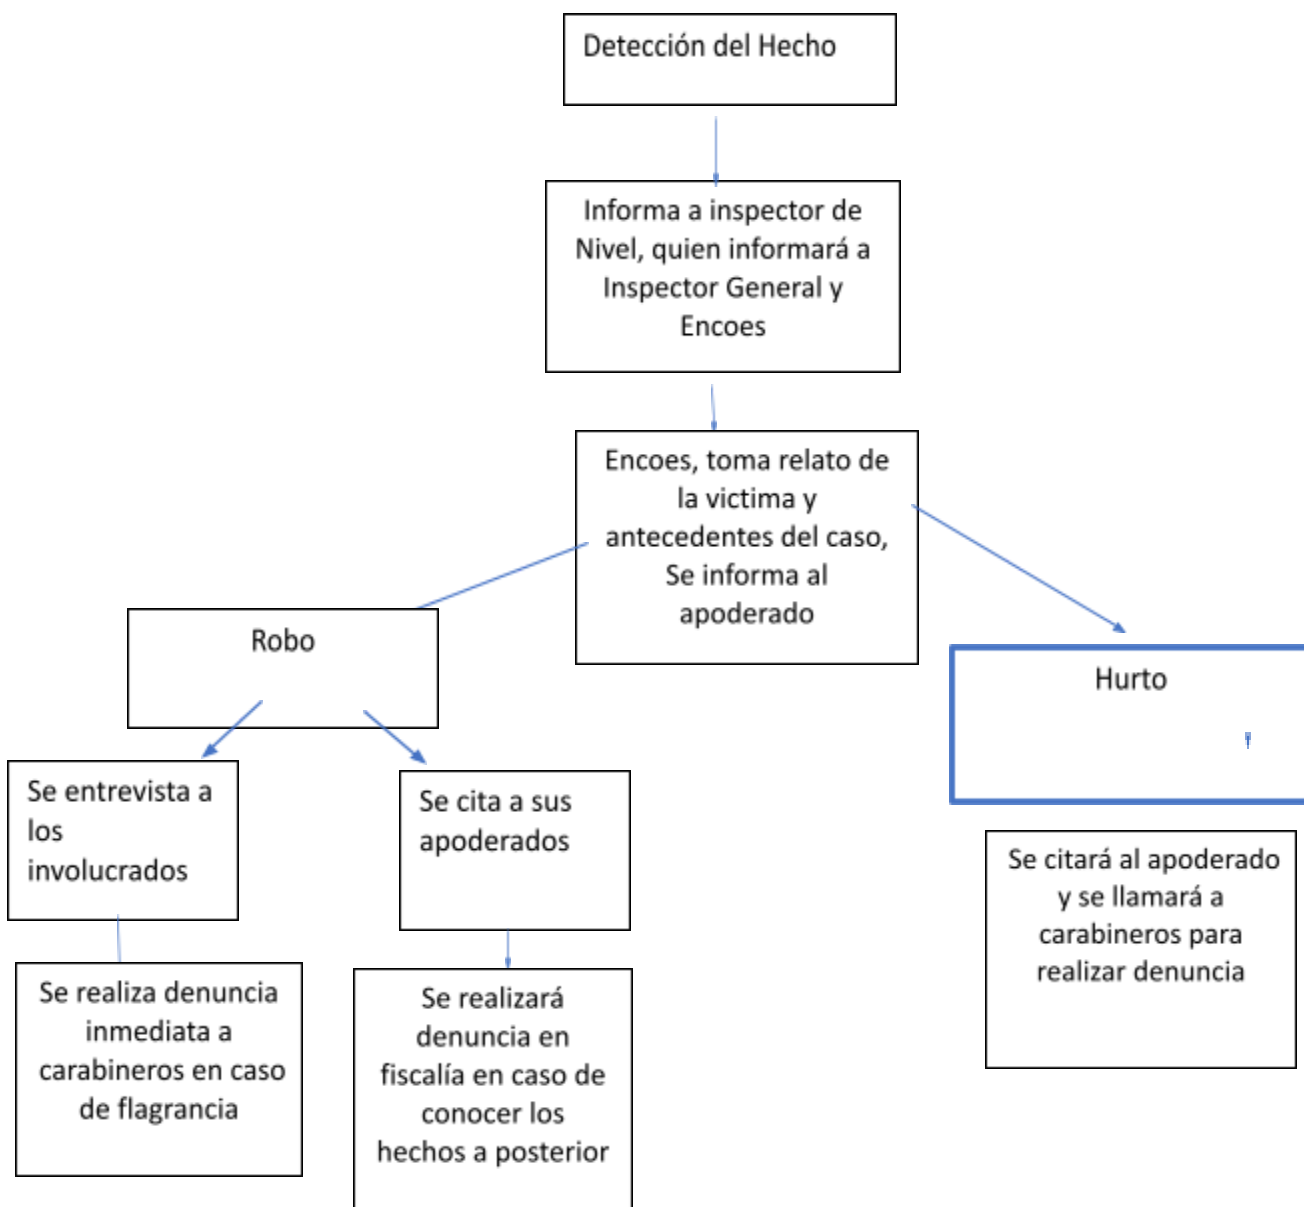 Detección del Hecho
Informa a inspector de
Nivel, quien informará a
Inspector General y
Encoes
Encoes, toma relato de
la victima y
antecedentes del caso,
Se informa al
apoderado
Robo
Hurto
Se entrevista a
los
involucrados
Se cita a sus
apoderados
Se citará al apoderado
y se llamará a
carabineros para
realizar denuncia
Se realiza denuncia
inmediata a
carabineros en caso
de flagrancia
Se realizará
denuncia en
fiscalía en caso de
conocer los
hechos a posterior